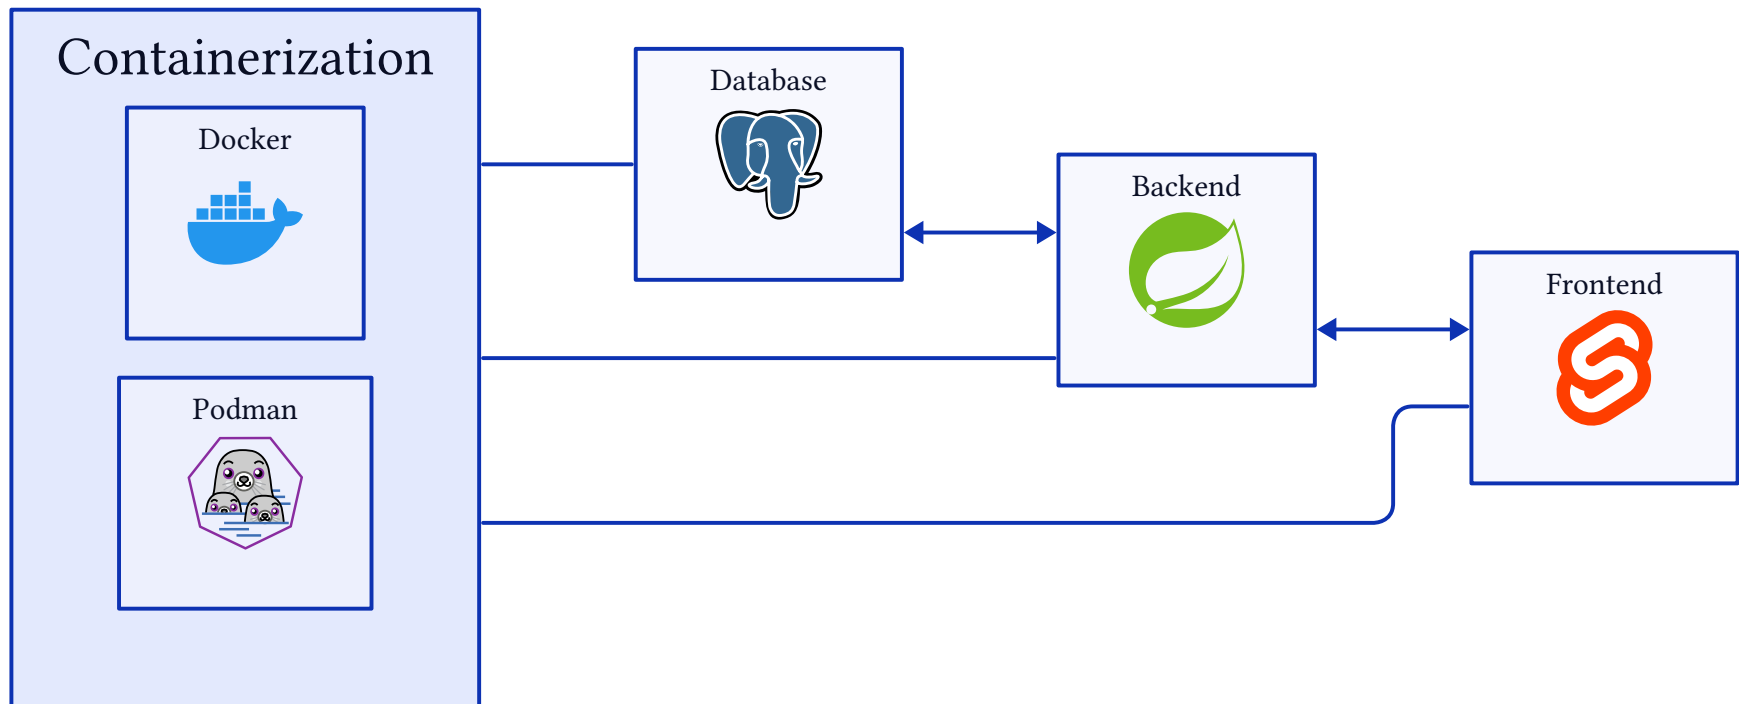 Containerization
Docker
Podman
Database
Backend
Frontend